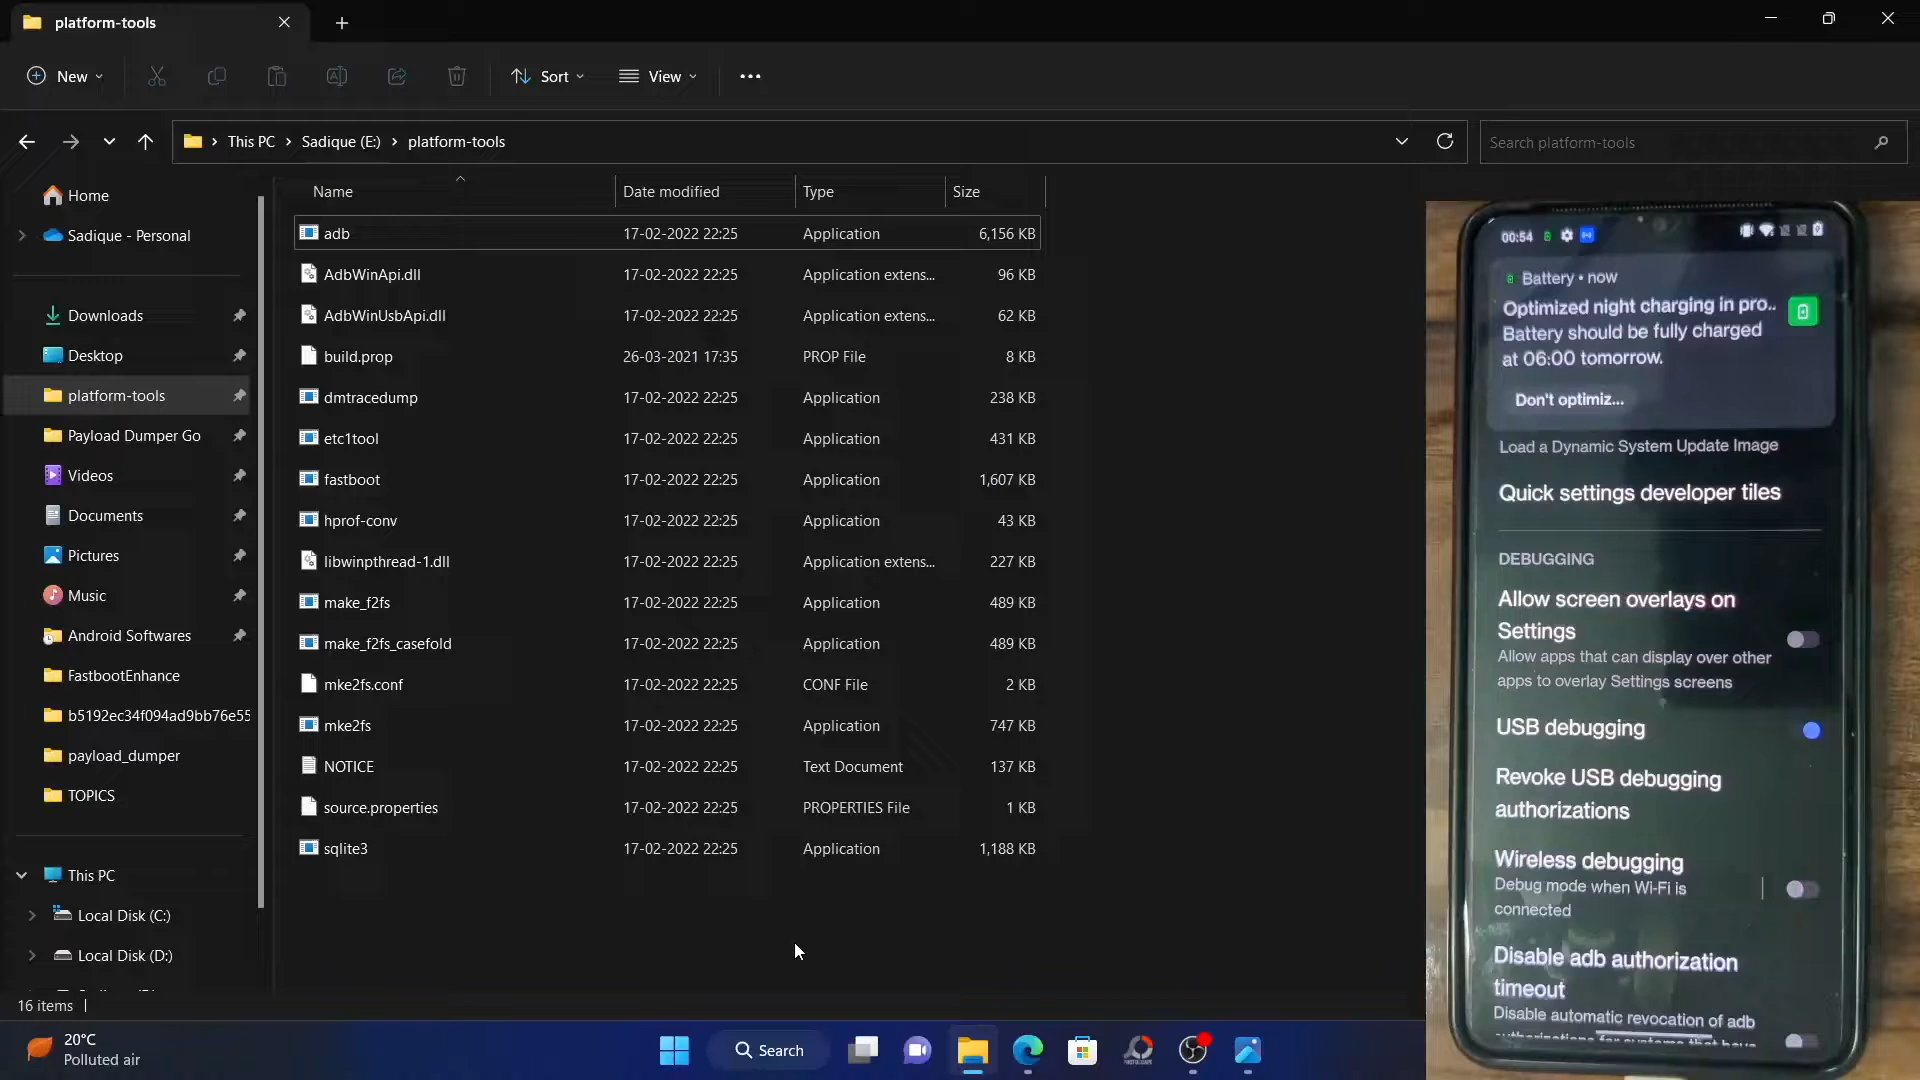 platform-tools
New
Sort
View
This PC
Sadique (E:)
platform-tools
Search platform-tools
Home
Sadique - Personal
Downloads
Desktop
platform-tools
Payload Dumper Go
Videos
Documents
Pictures
Music
Android Softwares
FastbootEnhance
b5192ec34f094ad9bb76e55
payload_dumper
TOPICS
This PC
Local Disk (C:)
Local Disk (D:)
Name Date modified Type Size
adb 17-02-2022 22:25 Application 6,156 KB
AdbWinApi.dll 17-02-2022 22:25 Application extens... 96 KB
AdbWinUsbApi.dll 17-02-2022 22:25 Application extens... 62 KB
build.prop 26-03-2021 17:35 PROP File 8 KB
dmtracedump 17-02-2022 22:25 Application 238 KB
etc1tool 17-02-2022 22:25 Application 431 KB
fastboot 17-02-2022 22:25 Application 1,607 KB
hprof-conv 17-02-2022 22:25 Application 43 KB
libwinpthread-1.dll 17-02-2022 22:25 Application extens... 227 KB
make_f2fs 17-02-2022 22:25 Application 489 KB
make_f2fs_casefold 17-02-2022 22:25 Application 489 KB
mke2fs.conf 17-02-2022 22:25 CONF File 2 KB
mke2fs 17-02-2022 22:25 Application 747 KB
NOTICE 17-02-2022 22:25 Text Document 137 KB
source.properties 17-02-2022 22:25 PROPERTIES File 1 KB
sqlite3 17-02-2022 22:25 Application 1,188 KB
16 items
20°C
Polluted air
Search
00:54
Battery • now
Optimized night charging in pro..
Battery should be fully charged
at 06:00 tomorrow.
Don't optimiz...
Load a Dynamic System Update Image
Quick settings developer tiles
DEBUGGING
Allow screen overlays on
Settings
Allow apps that can display over other
apps to overlay Settings screens
USB debugging
Revoke USB debugging
authorizations
Wireless debugging
Debug mode when Wi-Fi is
connected
Disable adb authorization
timeout
Disable automatic revocation of adb